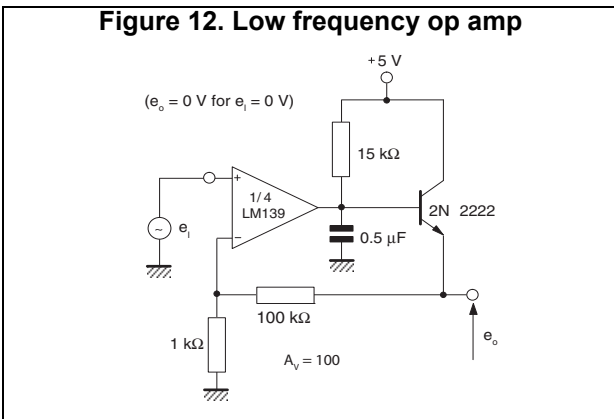 Figure 12. Low frequency op amp
+5 V
(eo = 0 V for eI = 0 V)
15 kΩ
+
1/4
LM139
2N 2222
~
eI
0.5 μF
−
100 kΩ
1 kΩ
eo
AV = 100